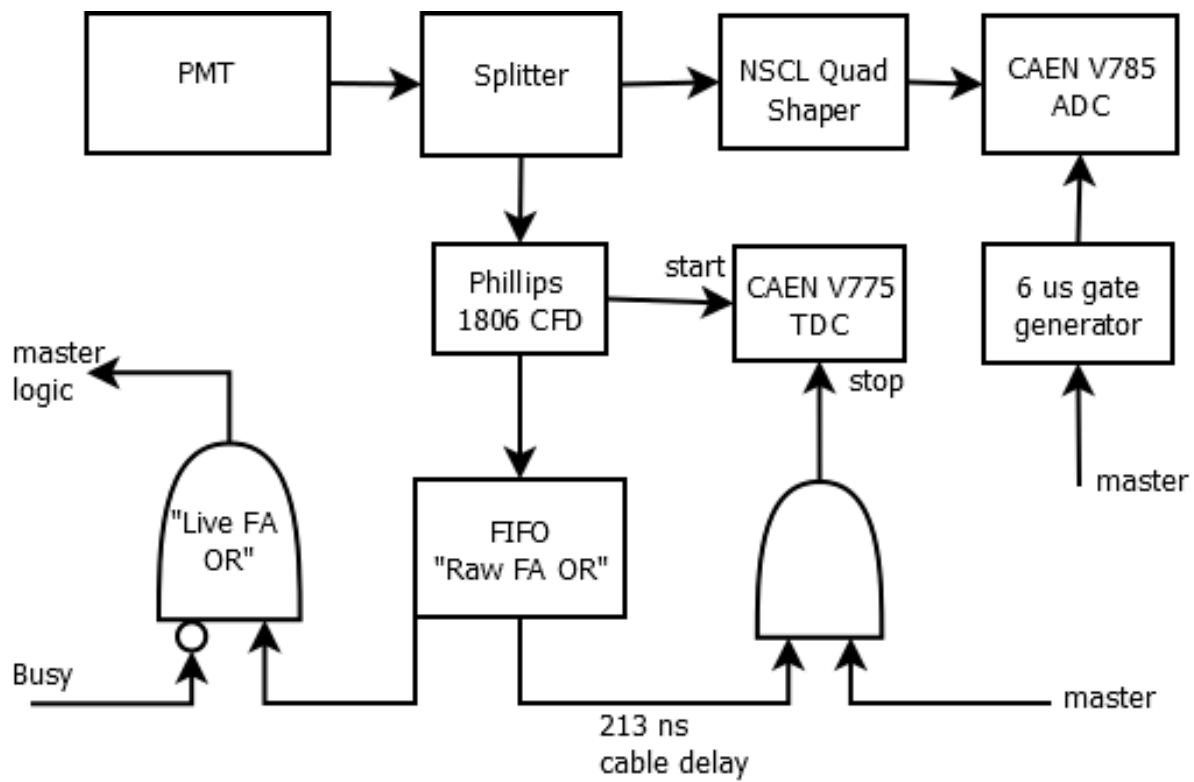 PMT
Splitter
NSCL Quad
Shaper
CAEN V785
ADC
Phillips
1806 CFD
start
CAEN V775
TDC
6 us gate
generator
master
logic
stop
master
"Live FA
OR"
FIFO
"Raw FA OR"
Busy
master
213 ns
cable delay